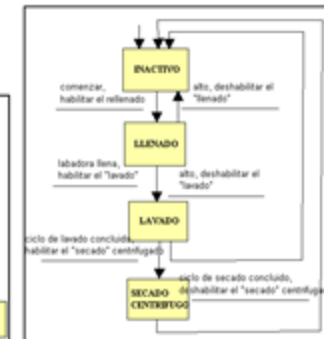 INACTIVO
comenzar,
habilitar el rellenado
alto, deshabilitar el
"llenado"
LLENADO
labadora llena,
habilitar el "lavado"
alto, deshabilitar el
"lavado"
LAVADO
ciclo de lavado concluido,
habilitar el "secado" centrifugado
ciclo de secado concluido,
deshabilitar el "secado" centrifuga
SECADO
CENTRIFUGO